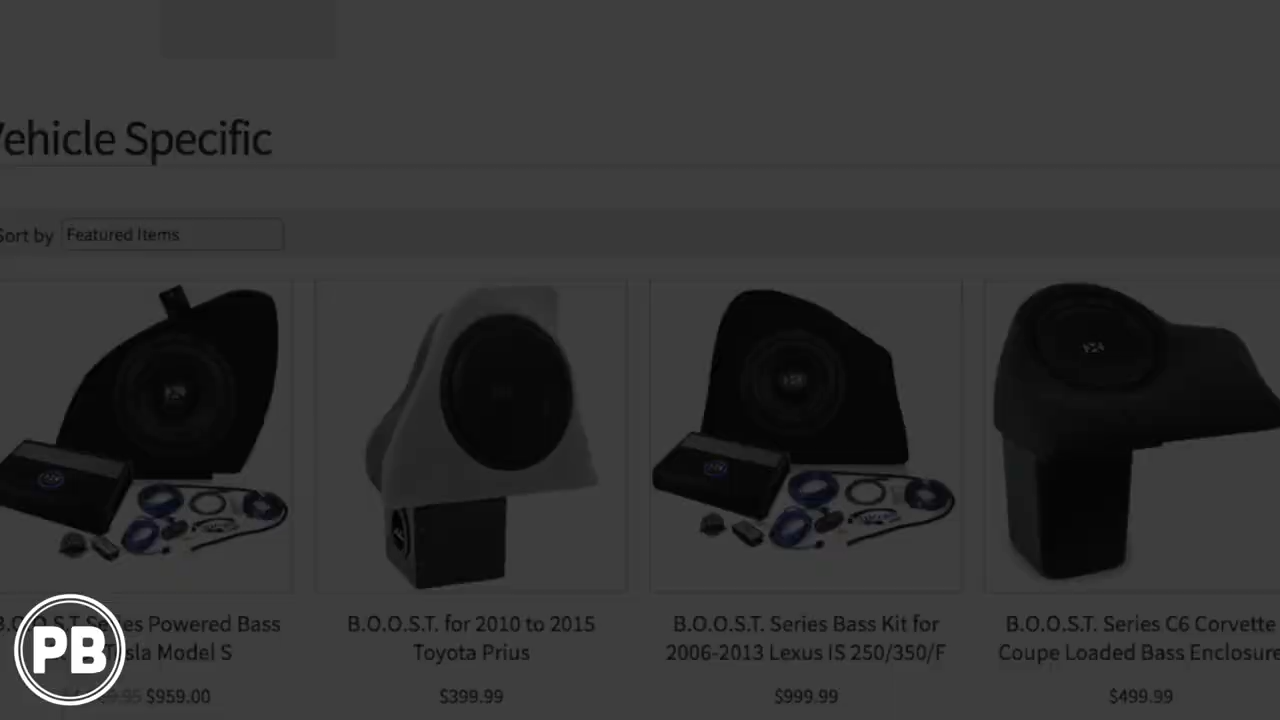 Vehicle Specific
Sort by Featured Items
B.O.O.S.T. Series Powered Bass
Tesla Model S
$959.00
B.O.O.S.T. for 2010 to 2015
Toyota Prius
$399.99
B.O.O.S.T. Series Bass Kit for
2006-2013 Lexus IS 250/350/F
$999.99
B.O.O.S.T. Series C6 Corvette
Coupe Loaded Bass Enclosure
$499.99
PB